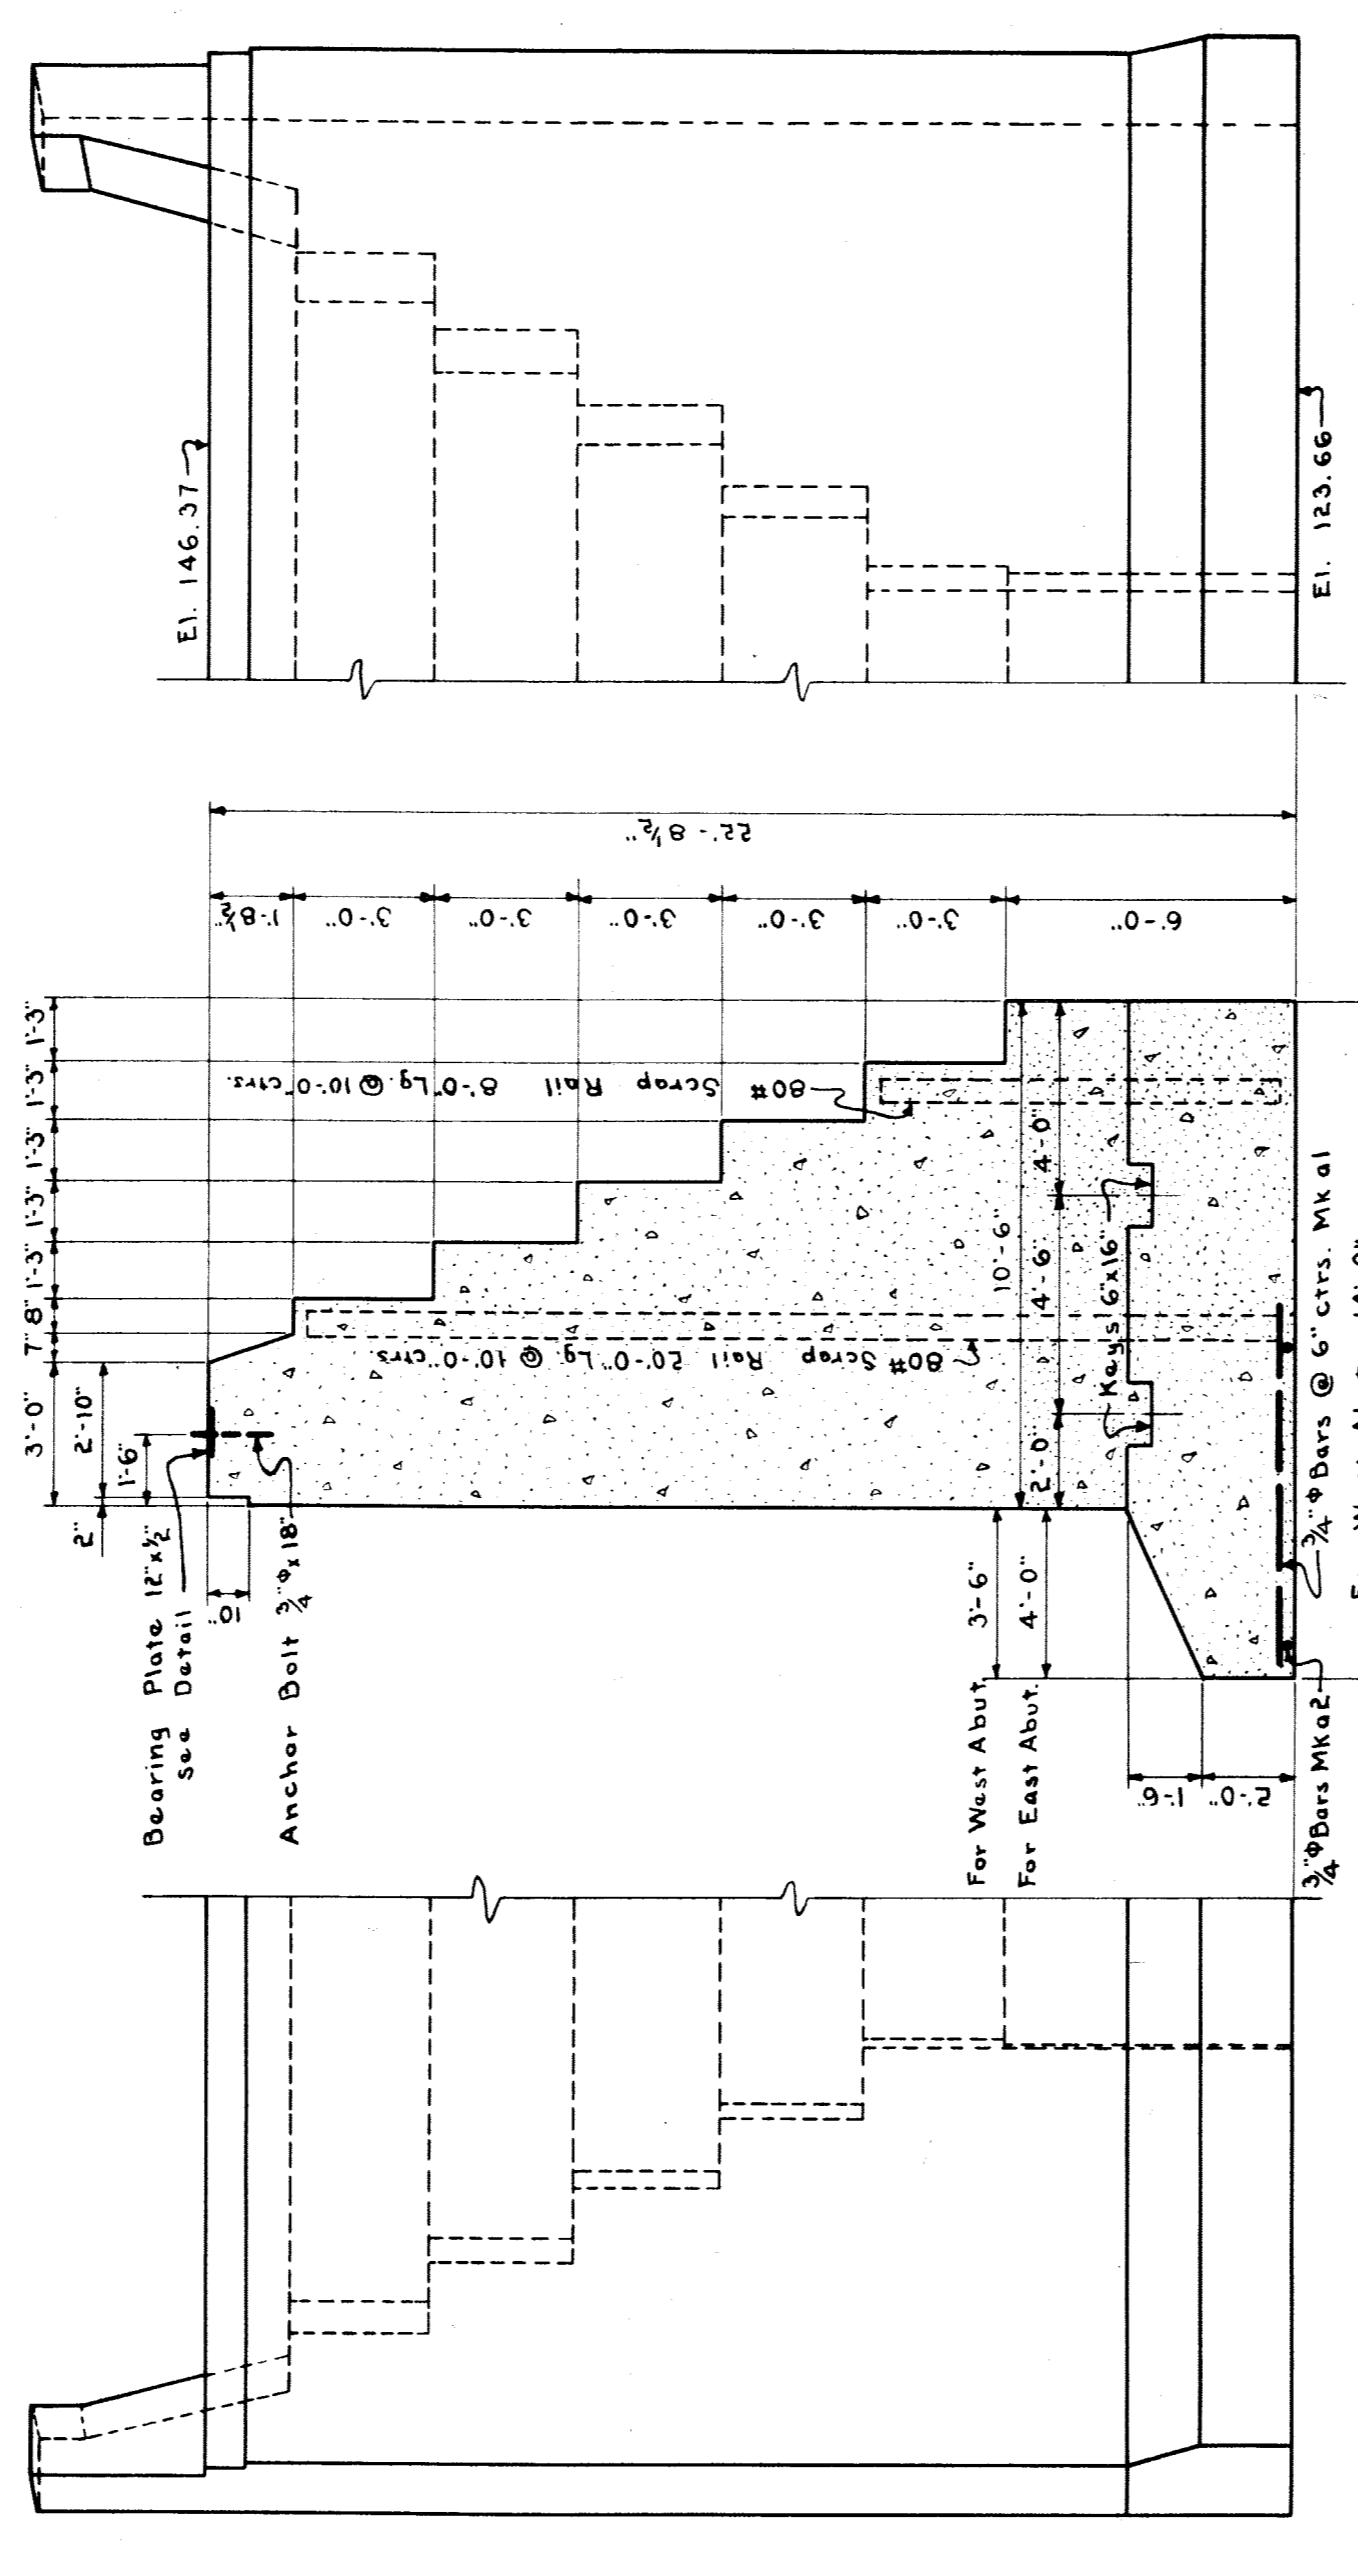 El. 146.37
El. 123.66
22'-8½"
1'-8½"
3'-0"
3'-0"
3'-0"
3'-0"
3'-0"
6'-0"
1'-3"
1'-3"
1'-3"
1'-3"
1'-3"
8"
7"
3'-0"
2'-10"
1'-6"
2"
10"
80# Scrap Rail 8'-0" Lg. @ 10'-0" ctrs.
80# Scrap Rail 20'-0" Lg. @ 10'-0" ctrs.
10'-6"
4'-0"
4'-6"
2'-0"
Keys 6"x16"
Bearing Plate 12"x½"
see Detail
Anchor Bolt ¾"Φ x 18"
3'-6"
4'-0"
For West Abut.
For East Abut.
1'-6"
2'-0"
¾"Φ Bars @ 6" ctrs. Mk a1
¾"Φ Bars Mk a2